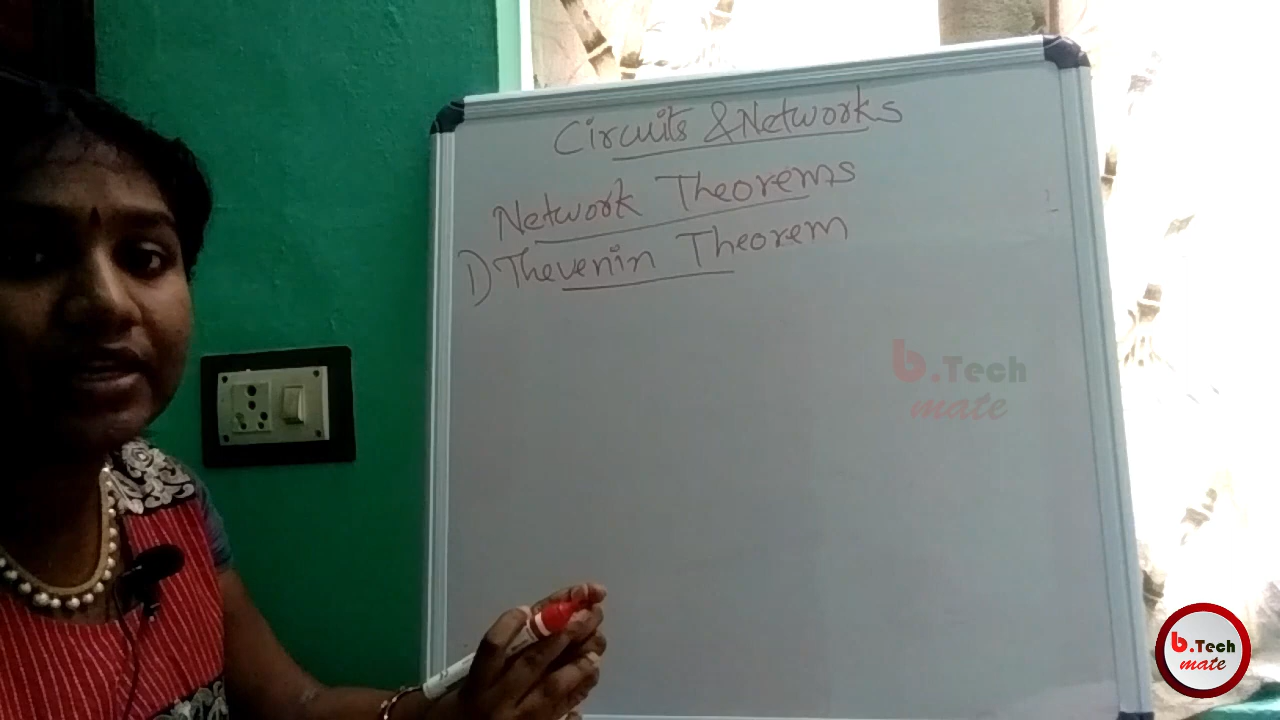 Circuits & Networks
Network Theorems
1) Thevenin Theorem
b.Tech
mate
b.Tech
mate